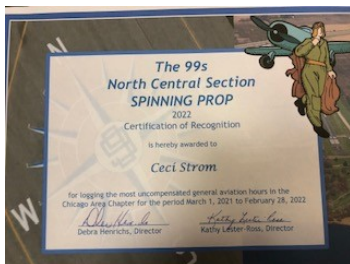 The 99s
North Central Section
SPINNING PROP
2022
Certification of Recognition
is hereby awarded to
Ceci Strom
for logging the most uncompensated general aviation hours in the
Chicago Area Chapter for the period March 1, 2021 to February 28, 2022
Debra Henrichs, Director
Kathy Lester-Ross, Director
N
W